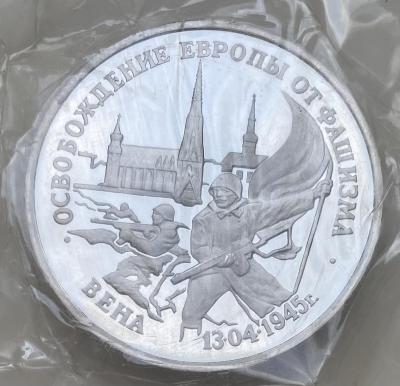 · ОСВОБОЖДЕНИЕ ЕВРОПЫ ОТ ФАШИЗМА ·
ВЕНА
13·04·1945г.